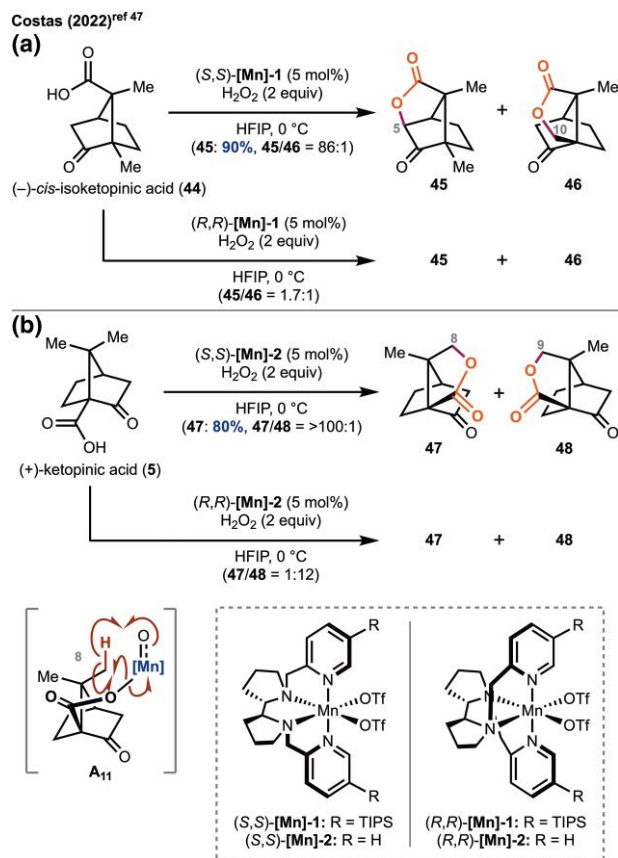 Costas (2022)ref 47
(a)
O
HO
Me
O
Me
(–)-cis-isoketopinic acid (44)
(S,S)-[Mn]-1 (5 mol%)
H2O2 (2 equiv)
HFIP, 0 °C
(45: 90%, 45/46 = 86:1)
O
O
Me
5
O
Me
45
+
O
O
Me
10
O
46
(R,R)-[Mn]-1 (5 mol%)
H2O2 (2 equiv)
HFIP, 0 °C
(45/46 = 1.7:1)
45 + 46
(b)
Me
Me
O
O
OH
(+)-ketopinic acid (5)
(S,S)-[Mn]-2 (5 mol%)
H2O2 (2 equiv)
HFIP, 0 °C
(47: 80%, 47/48 = >100:1)
8
Me
O
O
O
47
+
9
Me
O
O
O
48
(R,R)-[Mn]-2 (5 mol%)
H2O2 (2 equiv)
HFIP, 0 °C
(47/48 = 1:12)
47 + 48
8
H
O
[Mn]
Me
O
O
O
A11
R
N
N
Mn
OTf
OTf
N
N
R
(S,S)-[Mn]-1: R = TIPS
(S,S)-[Mn]-2: R = H
R
N
N
Mn
OTf
OTf
N
N
R
(R,R)-[Mn]-1: R = TIPS
(R,R)-[Mn]-2: R = H